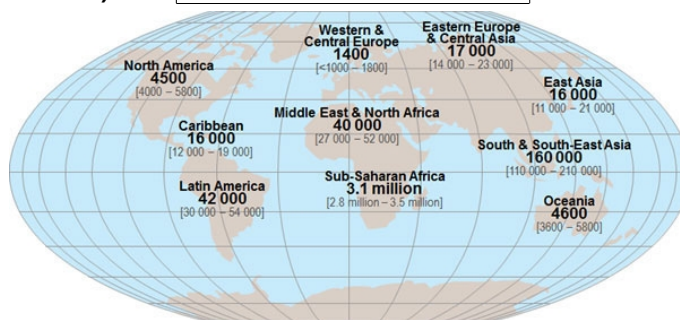 Western &
Central Europe
1400
[<1000 – 1800]
Eastern Europe
& Central Asia
17 000
[14 000 – 23 000]
North America
4500
[4000 – 5800]
East Asia
16 000
[11 000 – 21 000]
Middle East & North Africa
40 000
[27 000 – 52 000]
Caribbean
16 000
[12 000 – 19 000]
South & South-East Asia
160 000
[110 000 – 210 000]
Sub-Saharan Africa
3.1 million
[2.8 million – 3.5 million]
Latin America
42 000
[30 000 – 54 000]
Oceania
4600
[3600 – 5800]